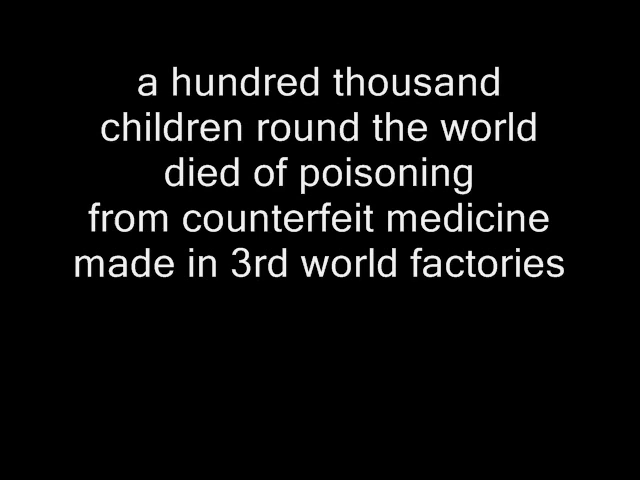 a hundred thousand
children round the world
died of poisoning
from counterfeit medicine
made in 3rd world factories